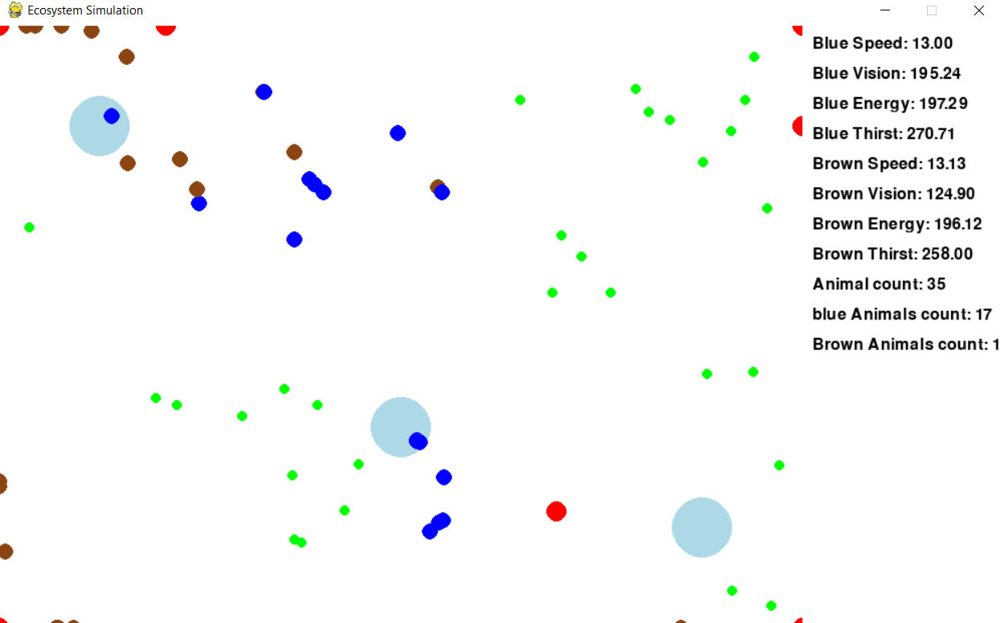 Ecosystem Simulation
Blue Speed: 13.00
Blue Vision: 195.24
Blue Energy: 197.29
Blue Thirst: 270.71
Brown Speed: 13.13
Brown Vision: 124.90
Brown Energy: 196.12
Brown Thirst: 258.00
Animal count: 35
blue Animals count: 17
Brown Animals count: 1